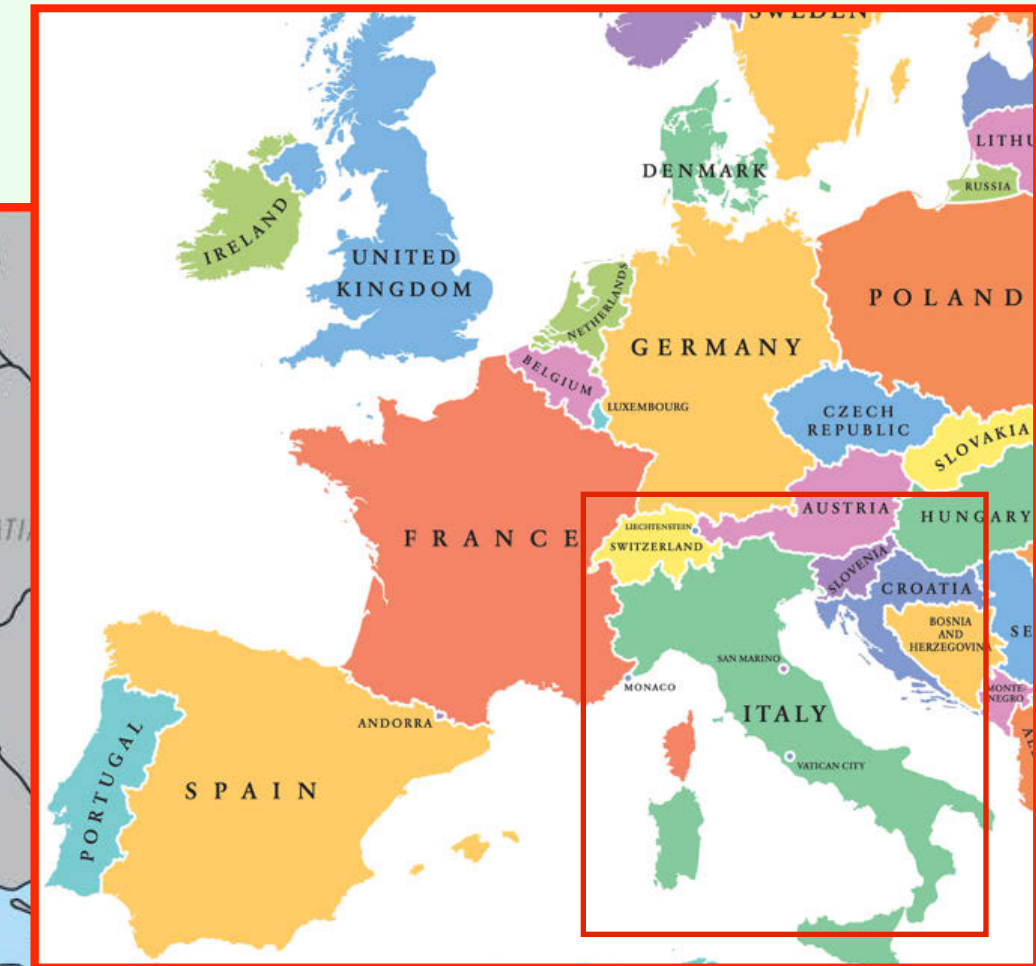 SWEDEN
DENMARK
LITHU
RUSSIA
IRELAND
UNITED
KINGDOM
NETHERLANDS
POLAND
GERMANY
BELGIUM
LUXEMBOURG
CZECH
REPUBLIC
SLOVAKIA
AUSTRIA
HUNGARY
FRANCE
LIECHTENSTEIN
SWITZERLAND
SLOVENIA
CROATIA
BOSNIA
AND
HERZEGOVINA
SE
SAN MARINO
MONACO
MONTE-
NEGRO
ANDORRA
ITALY
VATICAN CITY
PORTUGAL
SPAIN